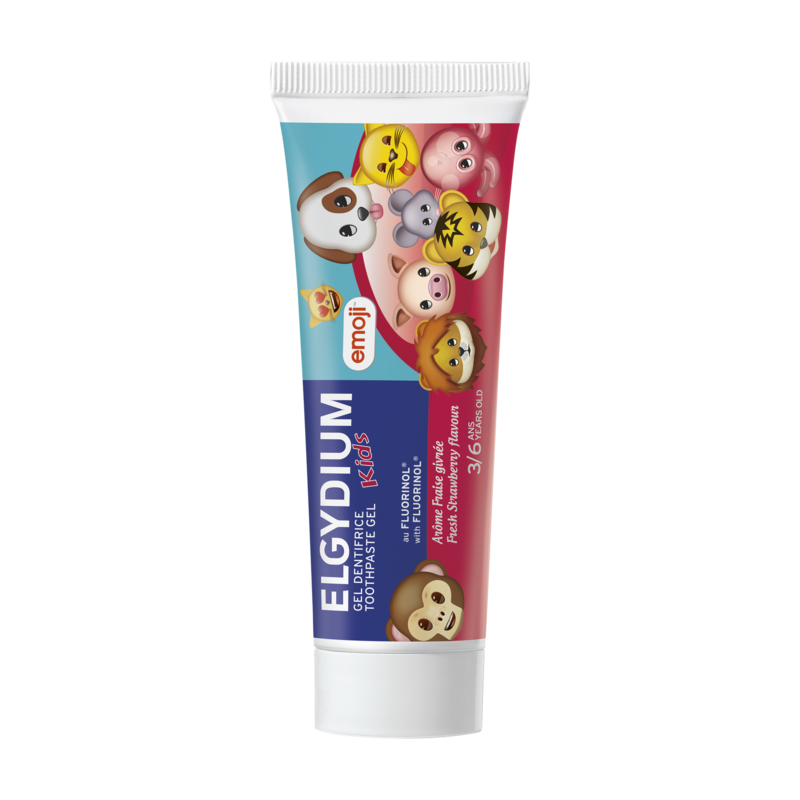 emoji™
ELGYDIUM
Kids
GEL DENTIFRICE
TOOTHPASTE GEL
au FLUORINOL®
with FLUORINOL®
Arôme Fraise givrée
Fresh Strawberry flavour
3/6 ANS
YEARS OLD